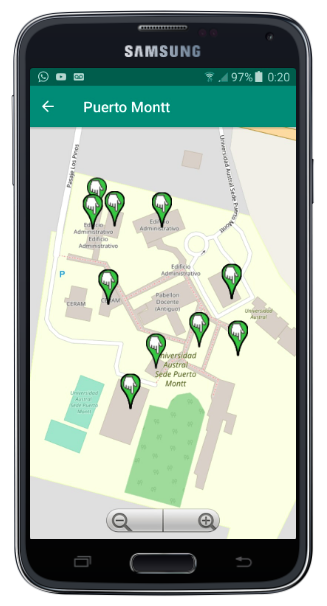 SAMSUNG
97% 0:20
Puerto Montt
Pasaje Los Pinos
Universidad Austral Sede Puerto Montt
Edificio
Administrativo
Edificio
Administrativo
Edificio
Administrativo
Edificio
Administrativo
P
CERAM
Pabellon
Docente
(Antiguo)
Universidad
Austral
Universidad
Austral
Sede Puerto
Montt
Universidad
Austral
Sede Puerto
Montt